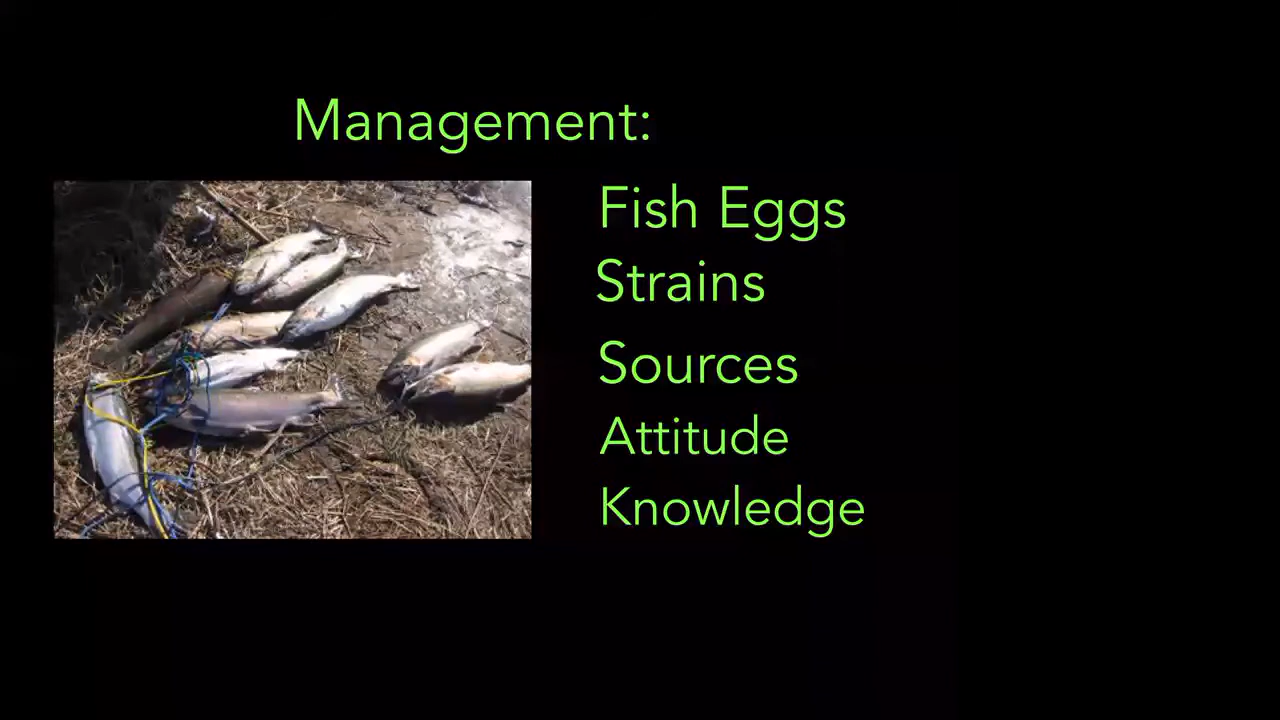 Management:
Fish Eggs
Strains
Sources
Attitude
Knowledge